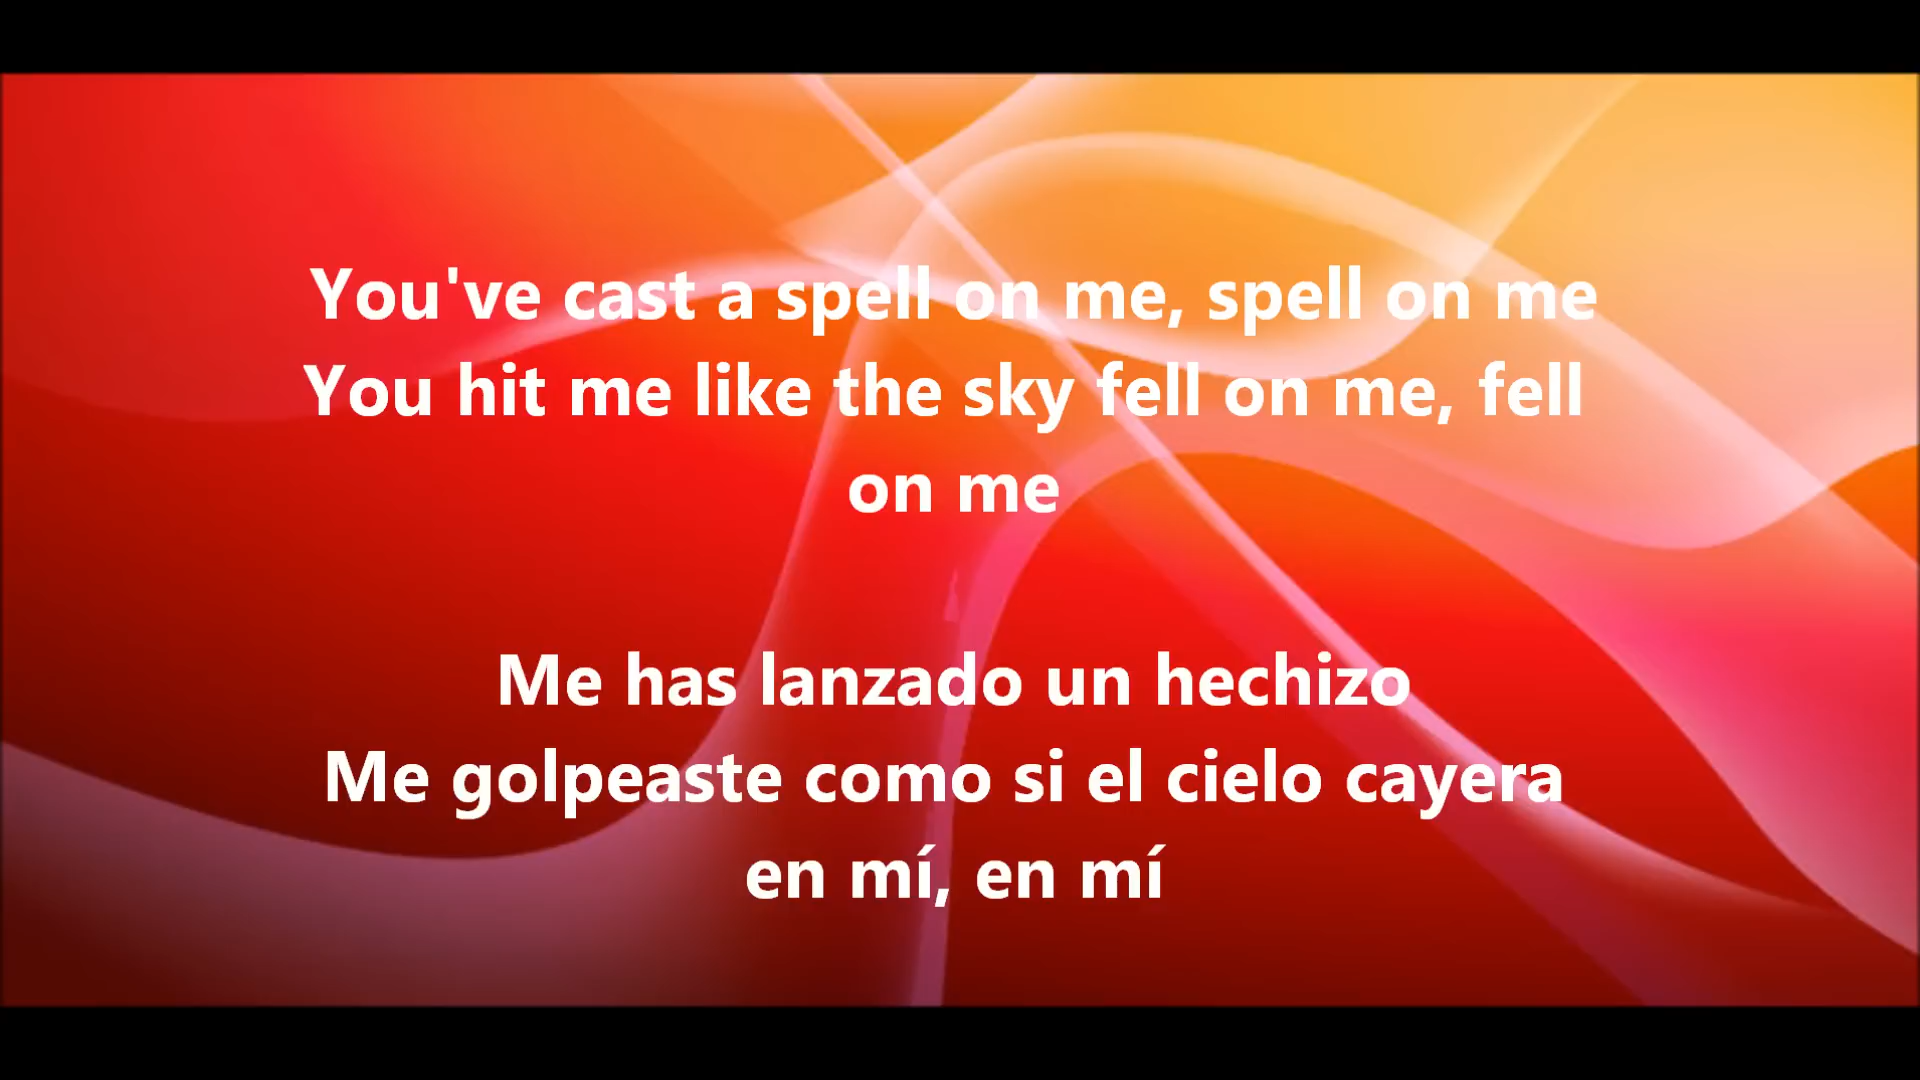 You've cast a spell on me, spell on me
You hit me like the sky fell on me, fell
on me
Me has lanzado un hechizo
Me golpeaste como si el cielo cayera
en mí, en mí